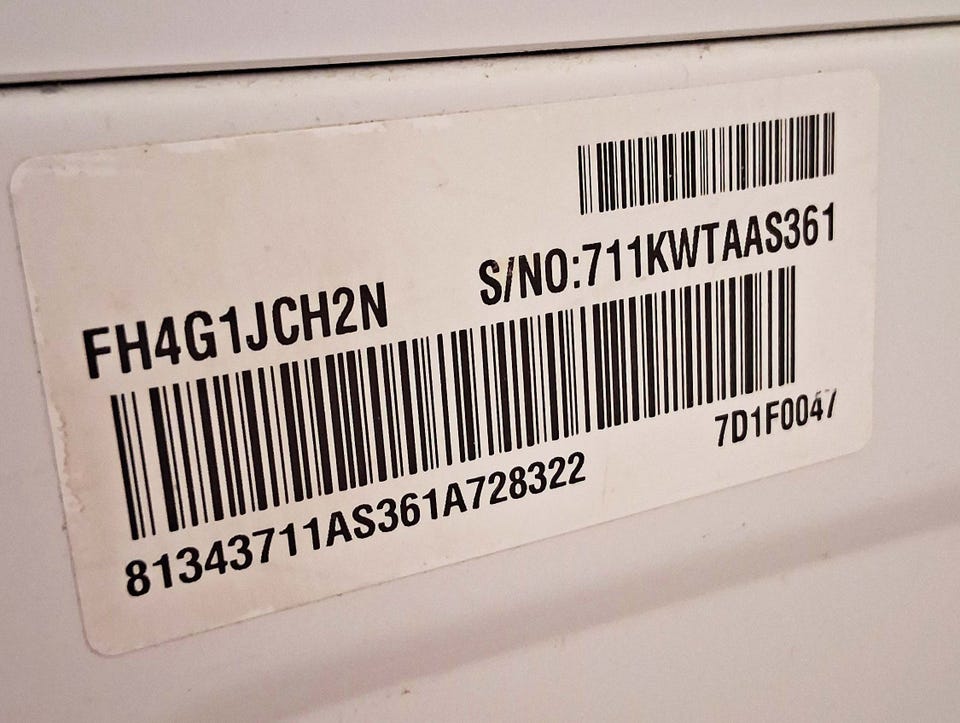 FH4G1JCH2N S/NO:711KWTAAS361
81343711AS361A728322 7D1F0047